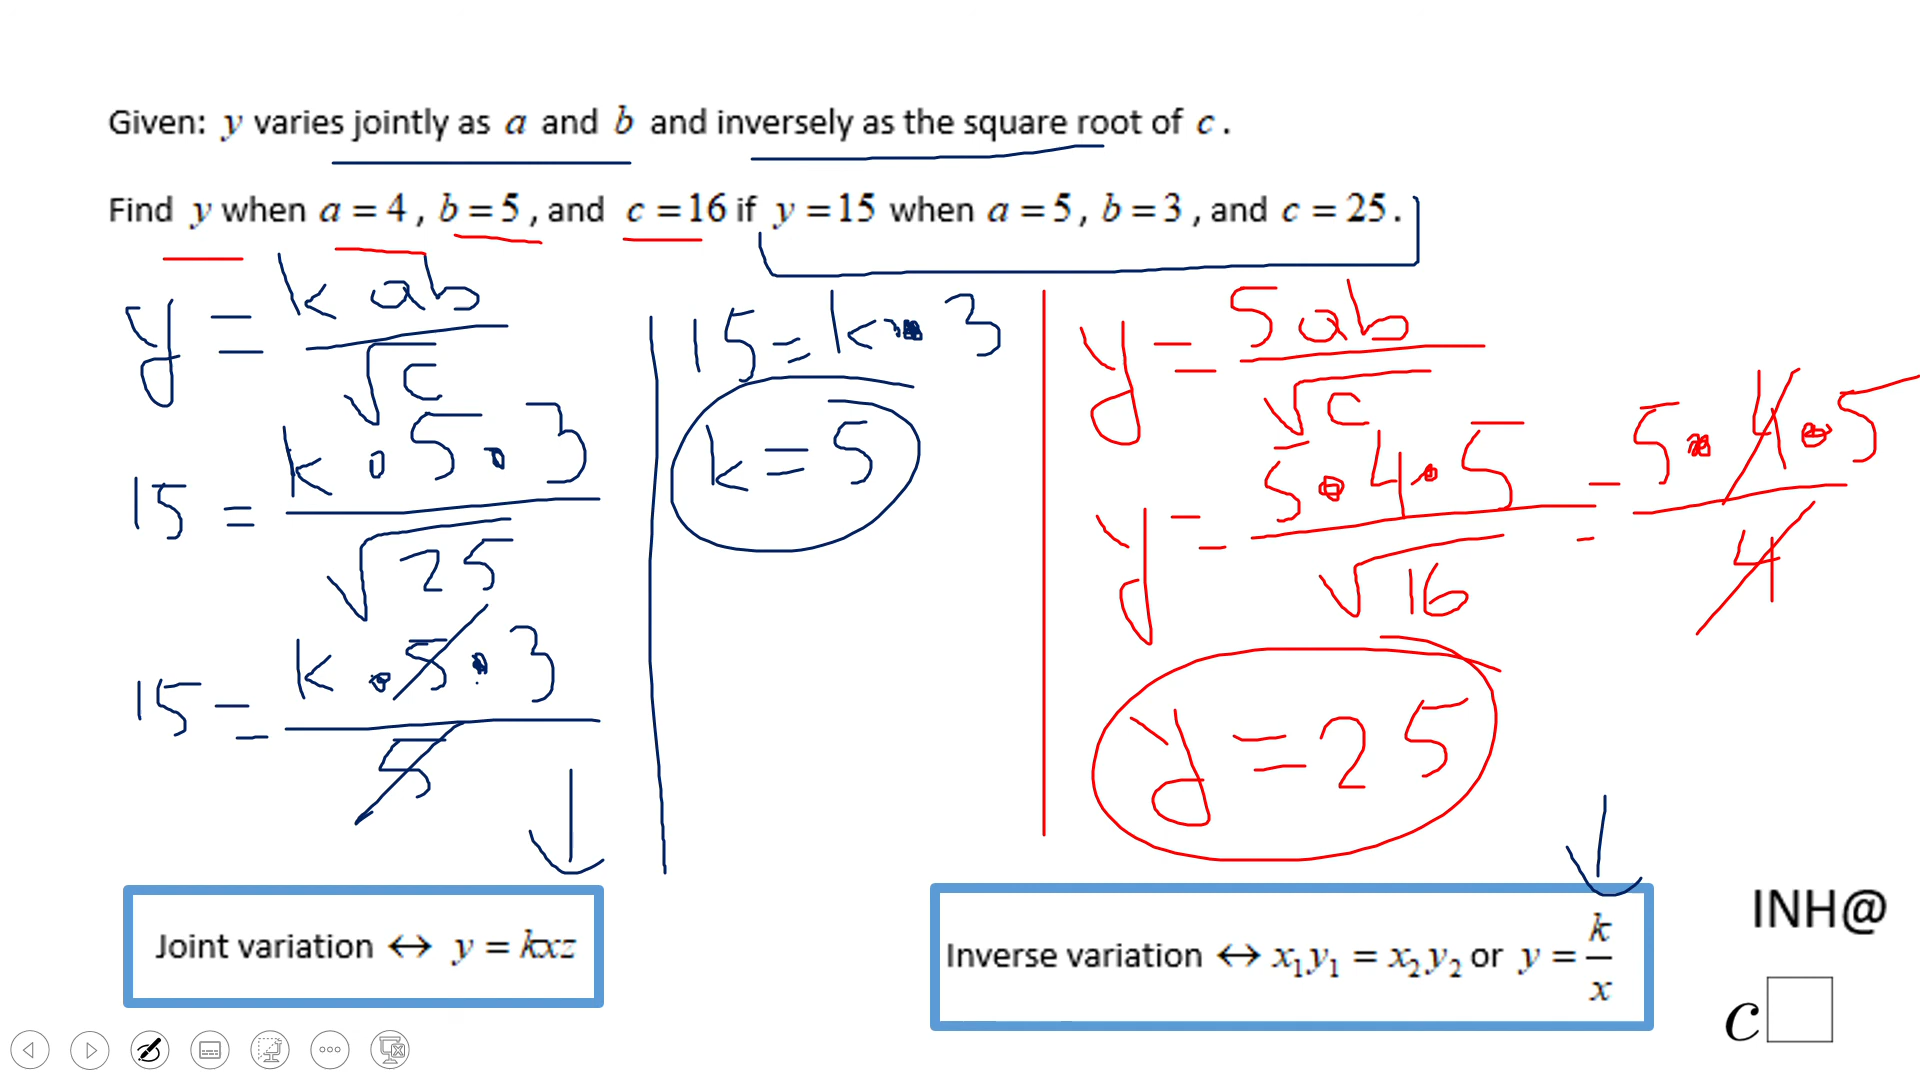 Given: y varies jointly as a and b and inversely as the square root of c.
Find y when a = 4, b = 5, and c = 16 if y = 15 when a = 5, b = 3, and c = 25.
y = kab/√c
15 = k · 5 · 3/√25
15 = k · 5 · 3/5
15 = k · 3
k = 5
y = 5ab/√c
y = 5 · 4 · 5/√16 = 5 · 4 · 5/4
y = 25
Joint variation ↔ y = kxz
Inverse variation ↔ x₁y₁ = x₂y₂ or y = k/x
INH@
c